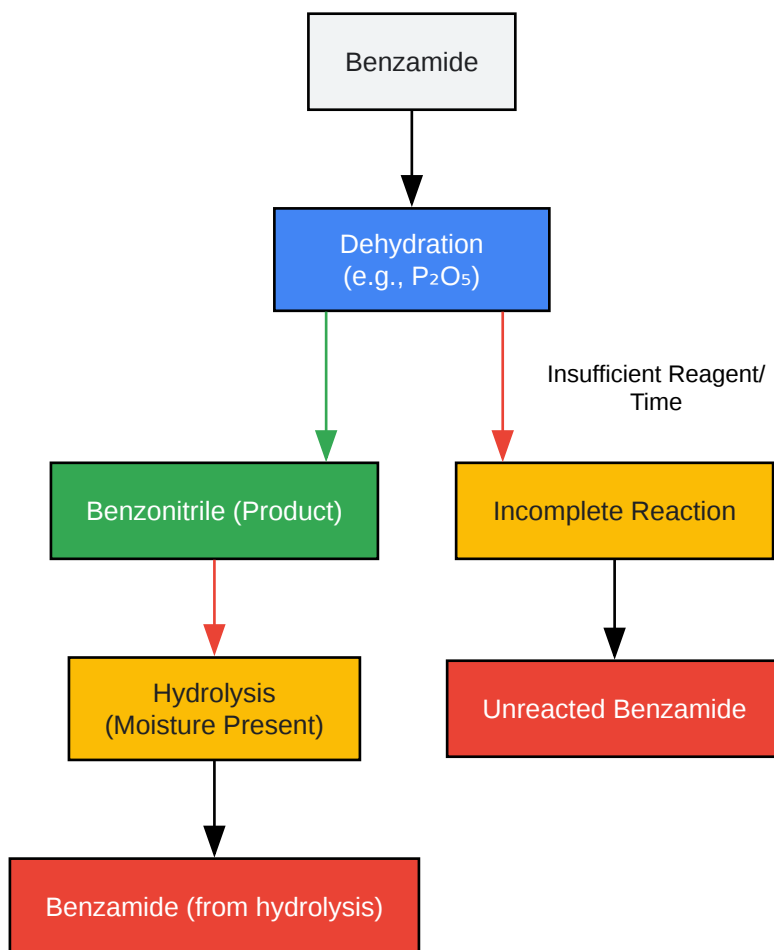 Benzamide
Dehydration
(e.g., P₂O₅)
Insufficient Reagent/
Time
Benzonitrile (Product)
Incomplete Reaction
Hydrolysis
(Moisture Present)
Unreacted Benzamide
Benzamide (from hydrolysis)